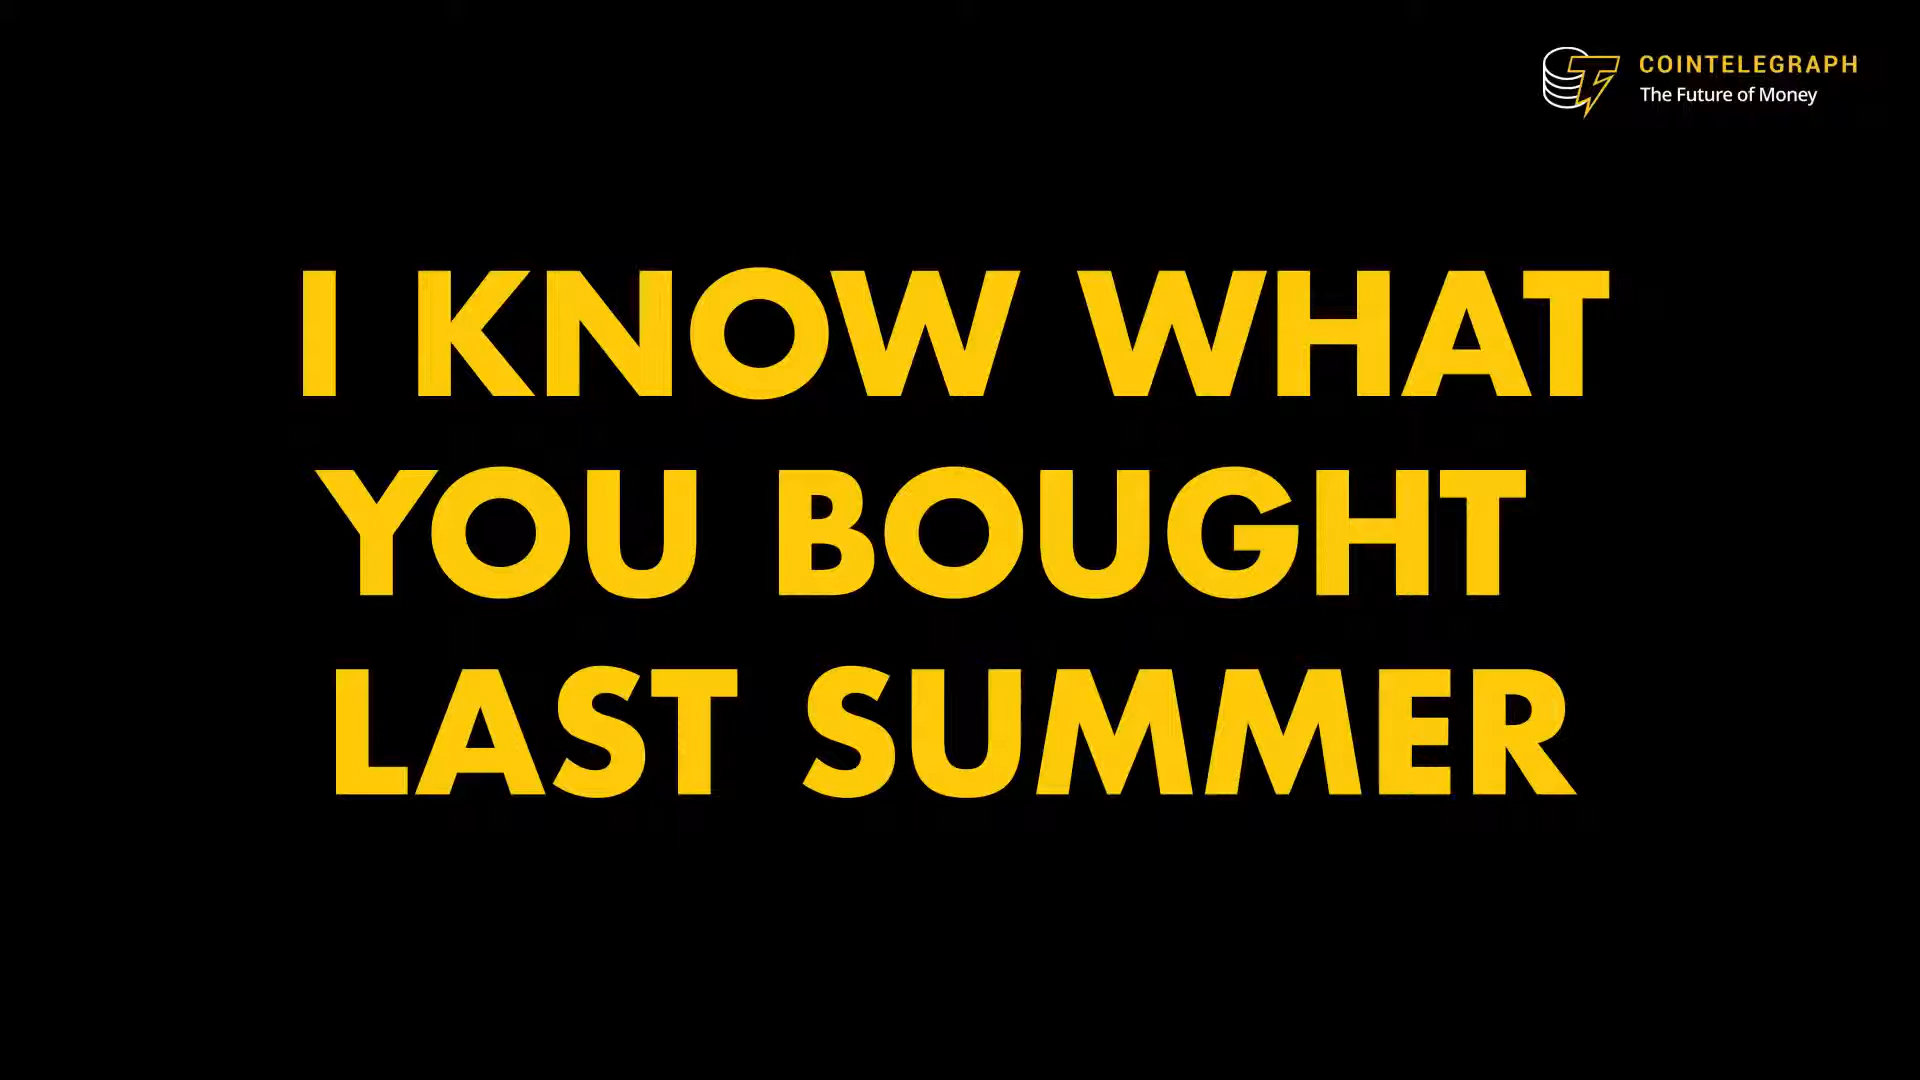 COINTELEGRAPH
The Future of Money
I KNOW WHAT
YOU BOUGHT
LAST SUMMER